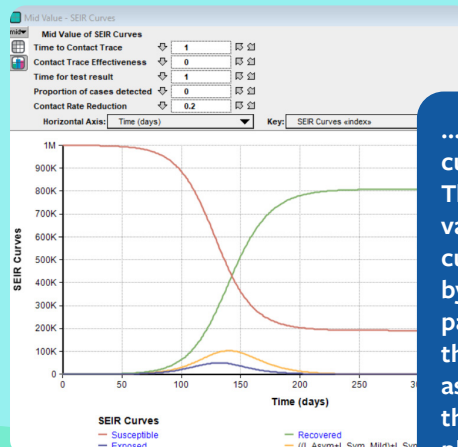 Mid Value - SEIR Curves
mid▾ Mid Value of SEIR Curves
Time to Contact Trace 1
Contact Trace Effectiveness 0
Time for test result 1
Proportion of cases detected 0
Contact Rate Reduction 0.2
Horizontal Axis: Time (days) Key: SEIR Curves «index»
1M
900K
800K
700K
600K
500K
400K
300K
200K
100K
0
SEIR Curves
0 50 100 150 200 250
Time (days)
SEIR Curves
Susceptible Recovered
Exposed
...
cu
Th
va
cu
by
pa
th
as
th